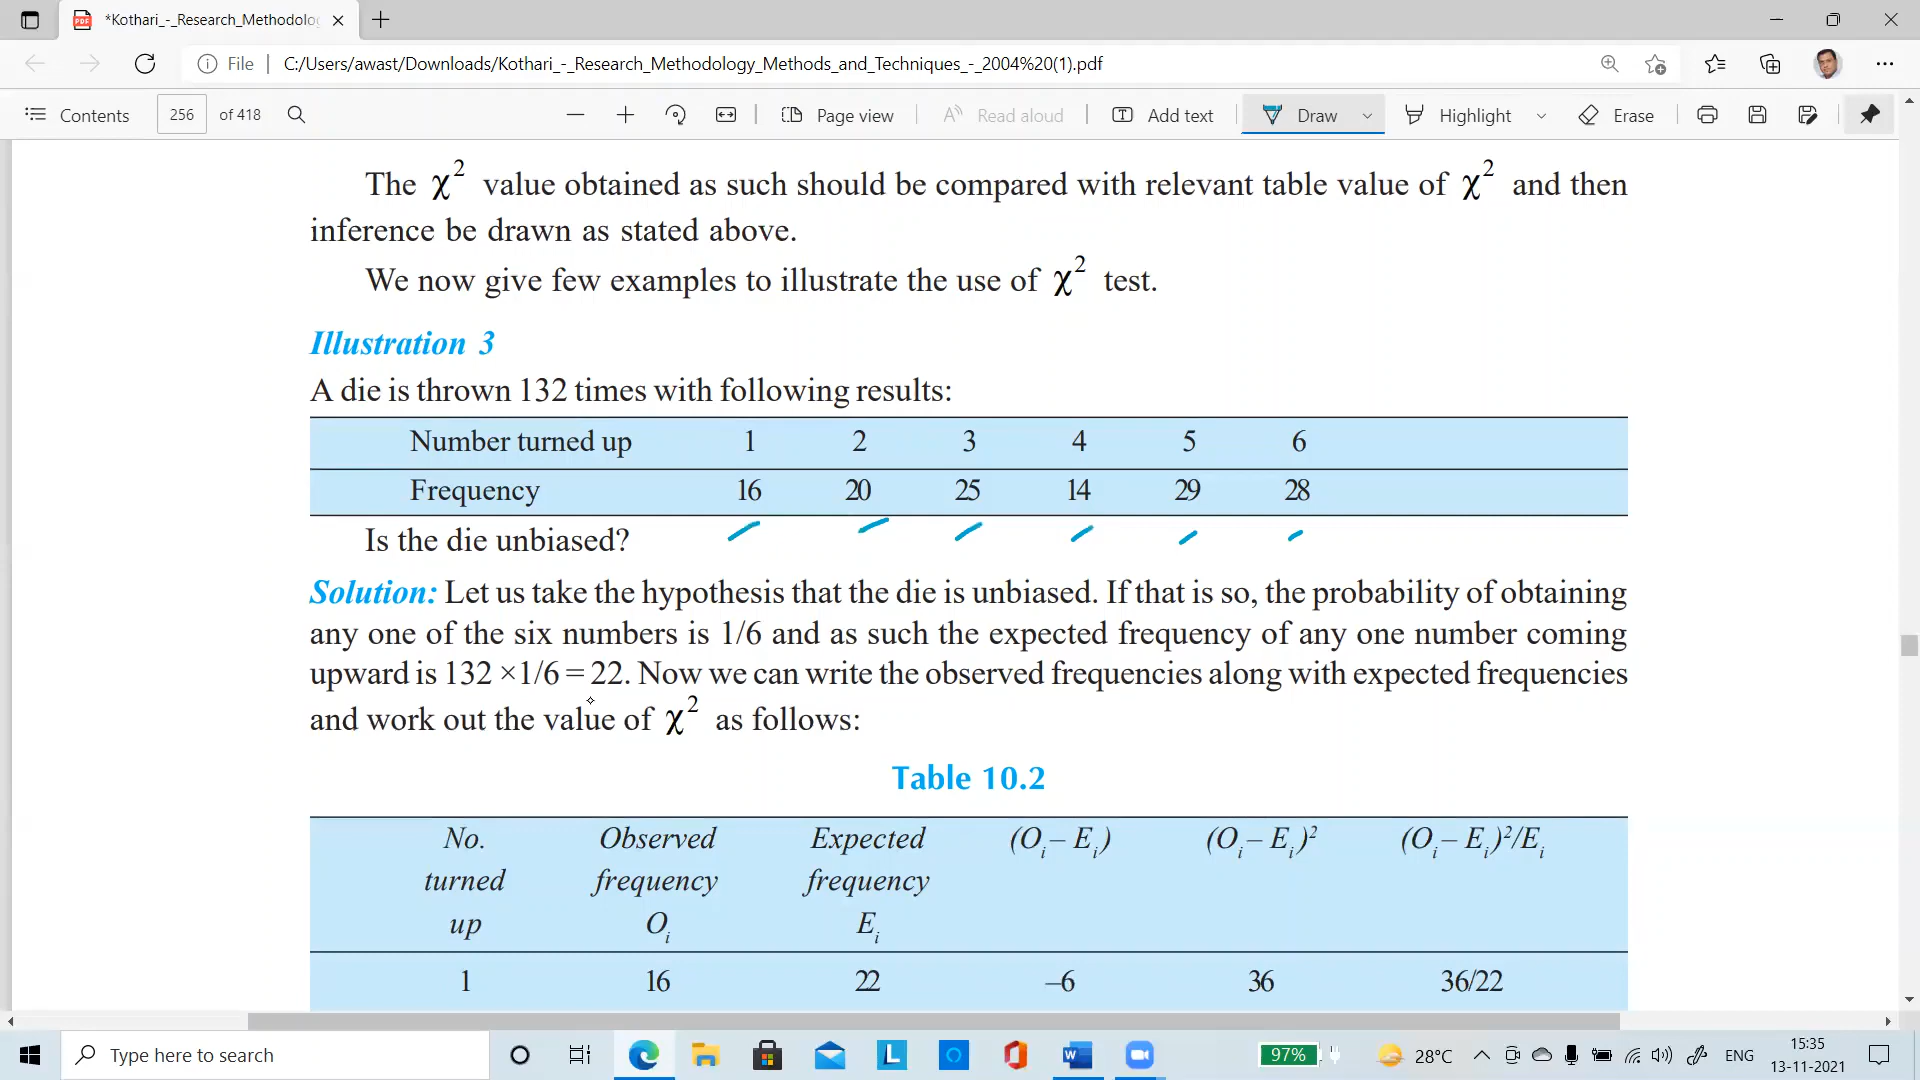 *Kothari_-_Research_Methodolo
File C:/Users/awast/Downloads/Kothari_-_Research_Methodology_Methods_and_Techniques_-_2004%20(1).pdf
Contents 256 of 418 Page view Read aloud Add text Draw Highlight Erase
The χ² value obtained as such should be compared with relevant table value of χ² and then
inference be drawn as stated above.
We now give few examples to illustrate the use of χ² test.
Illustration 3
A die is thrown 132 times with following results:
Number turned up 1 2 3 4 5 6
Frequency 16 20 25 14 29 28
Is the die unbiased?
Solution: Let us take the hypothesis that the die is unbiased. If that is so, the probability of obtaining
any one of the six numbers is 1/6 and as such the expected frequency of any one number coming
upward is 132 ×1/6 = 22. Now we can write the observed frequencies along with expected frequencies
and work out the value of χ² as follows:
Table 10.2
No. Observed Expected (Oᵢ – Eᵢ) (Oᵢ – Eᵢ)² (Oᵢ – Eᵢ)²/Eᵢ
turned frequency frequency
up Oᵢ Eᵢ
1 16 22 –6 36 36/22
Type here to search 97% 28°C ENG 15:35
13-11-2021